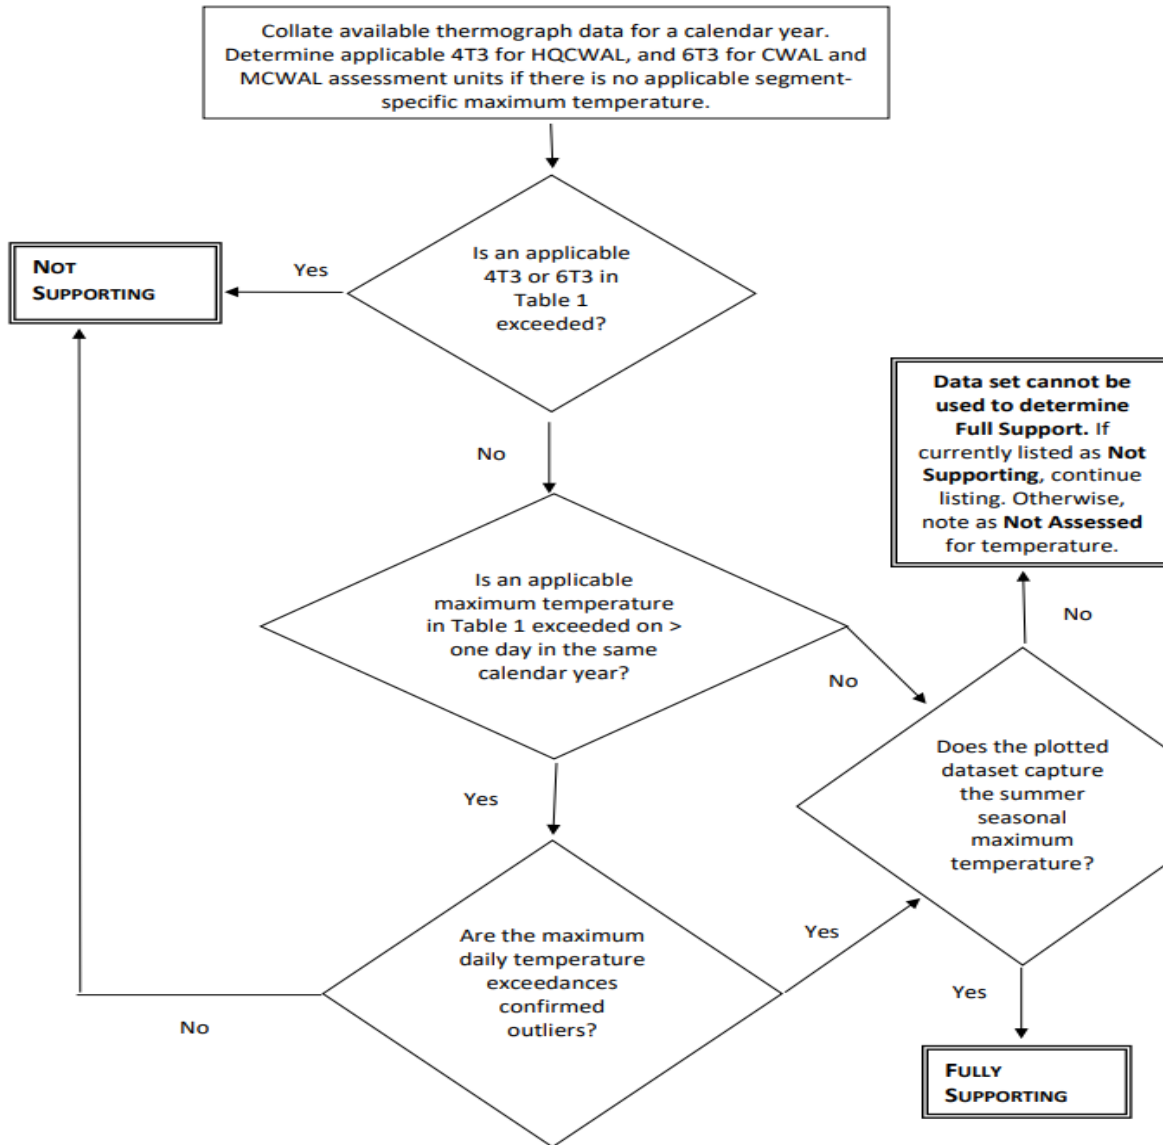 Collate available thermograph data for a calendar year.
Determine applicable 4T3 for HQCWAL, and 6T3 for CWAL and
MCWAL assessment units if there is no applicable segment-
specific maximum temperature.
Is an applicable
4T3 or 6T3 in
Table 1
exceeded?
Yes
NOT
SUPPORTING
No
Data set cannot be
used to determine
Full Support. If
currently listed as Not
Supporting, continue
listing. Otherwise,
note as Not Assessed
for temperature.
Is an applicable
maximum temperature
in Table 1 exceeded on >
one day in the same
calendar year?
No
No
Does the plotted
dataset capture
the summer
seasonal
maximum
temperature?
Yes
Are the maximum
daily temperature
exceedances
confirmed
outliers?
Yes
No
Yes
FULLY
SUPPORTING